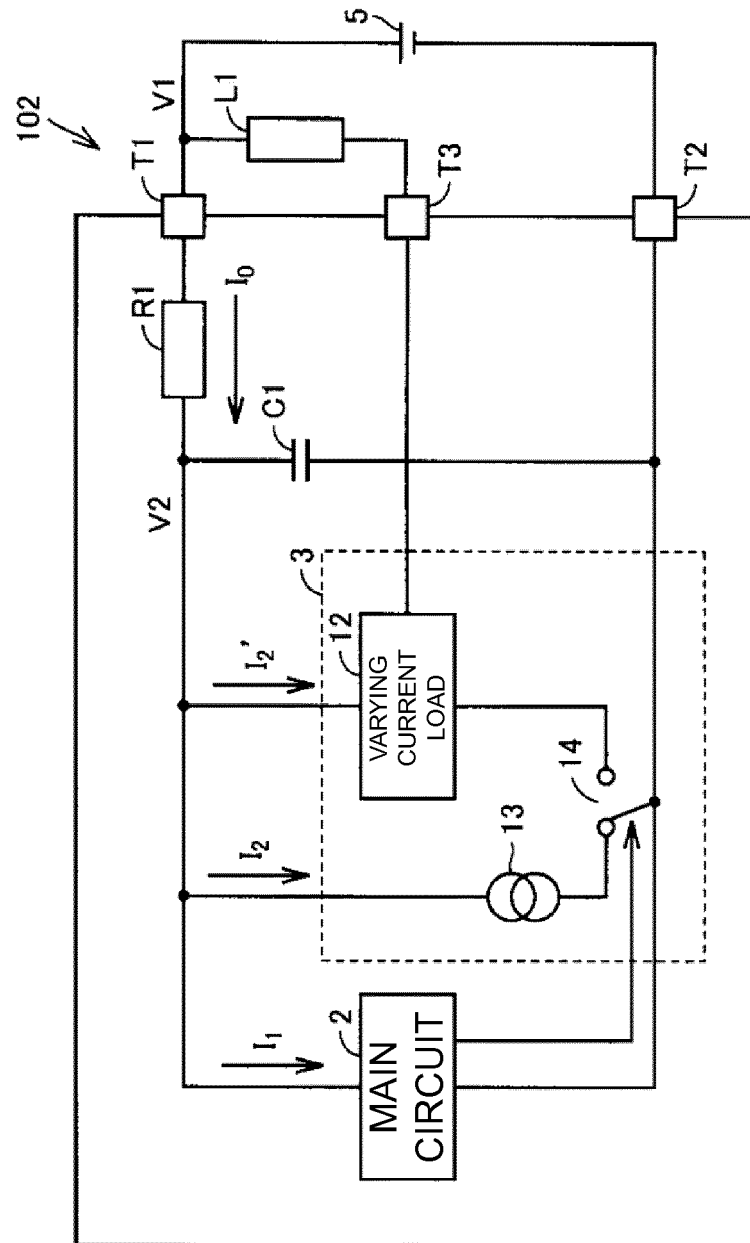 102
5
V1
L1
T1
T3
T2
R1
I0
C1
V2
3
I2'
12
VARYING
CURRENT
LOAD
14
I2
13
I1
2
MAIN
CIRCUIT